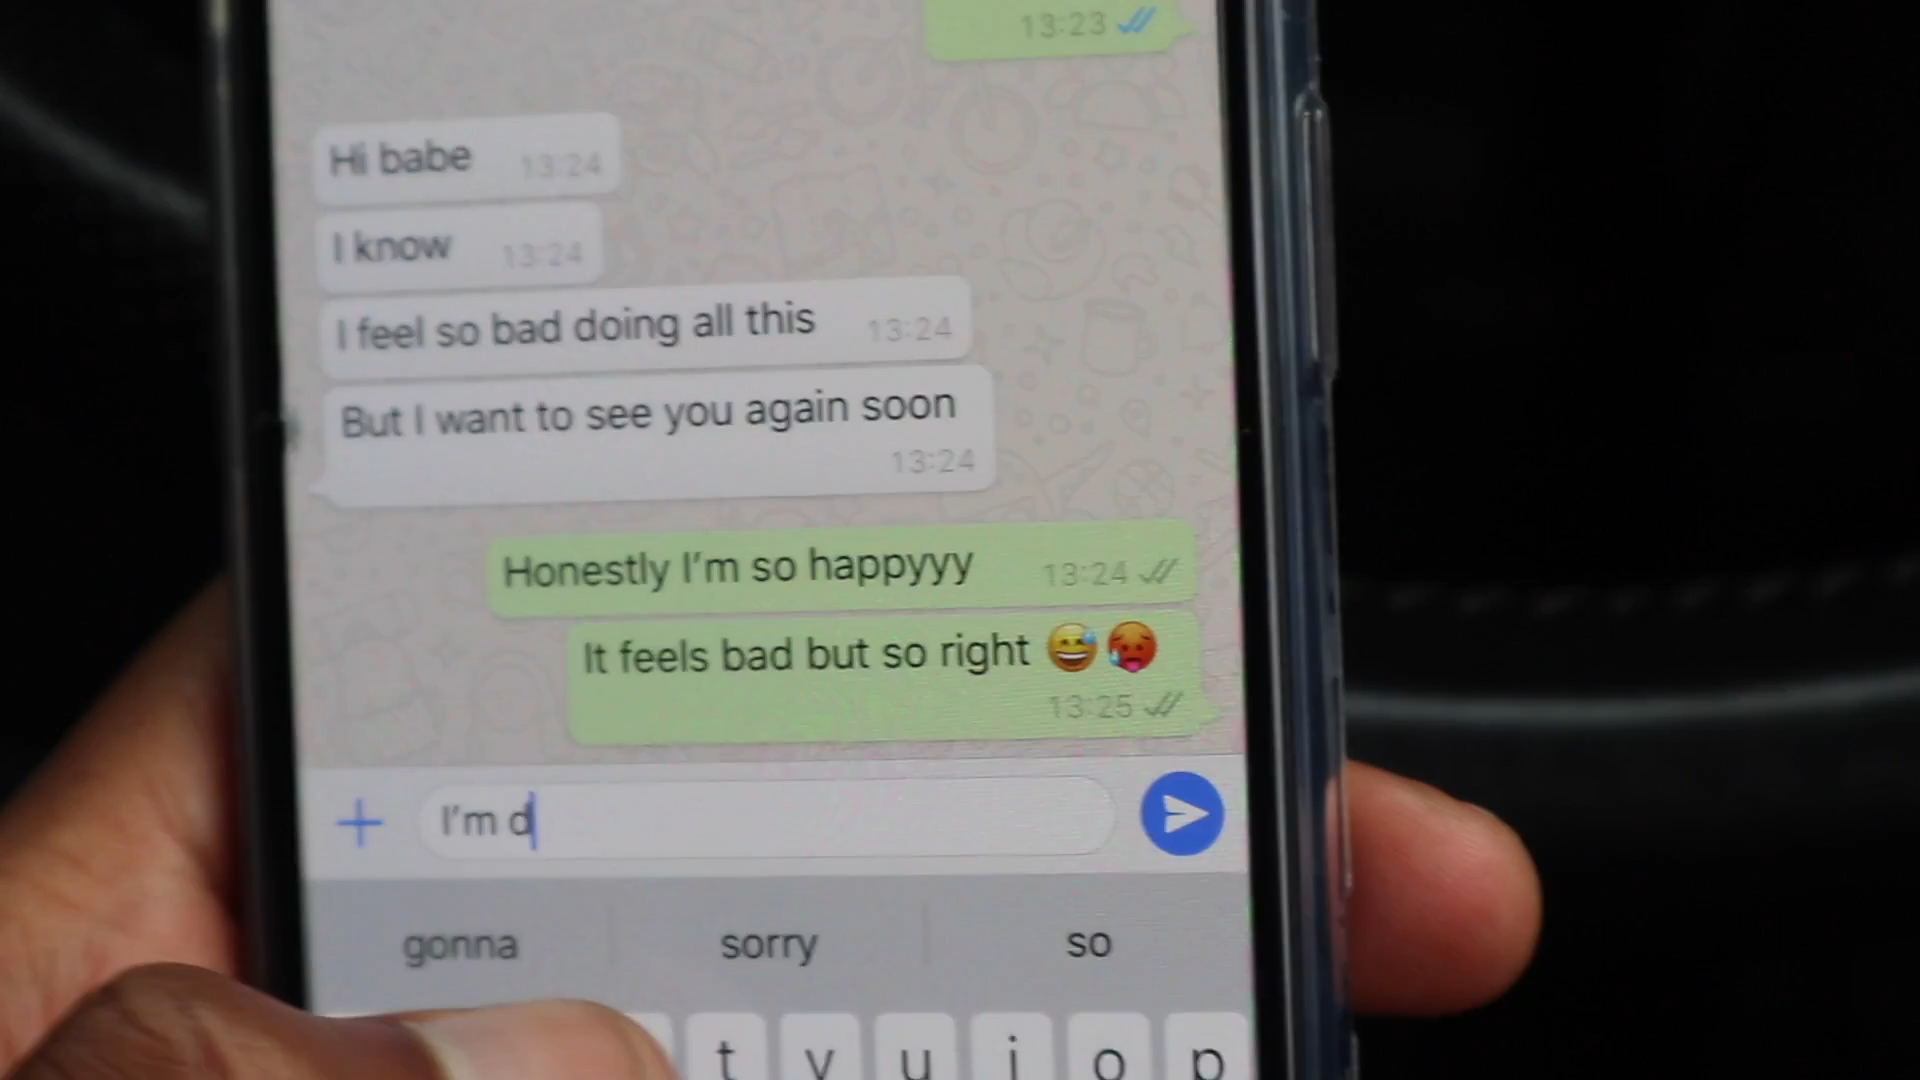 13:23
Hi babe 13:24
I know 13:24
I feel so bad doing all this 13:24
But I want to see you again soon
13:24
Honestly I'm so happyyy 13:24
It feels bad but so right 😅🥵
13:25
I'm d
gonna sorry so
t y u i o p